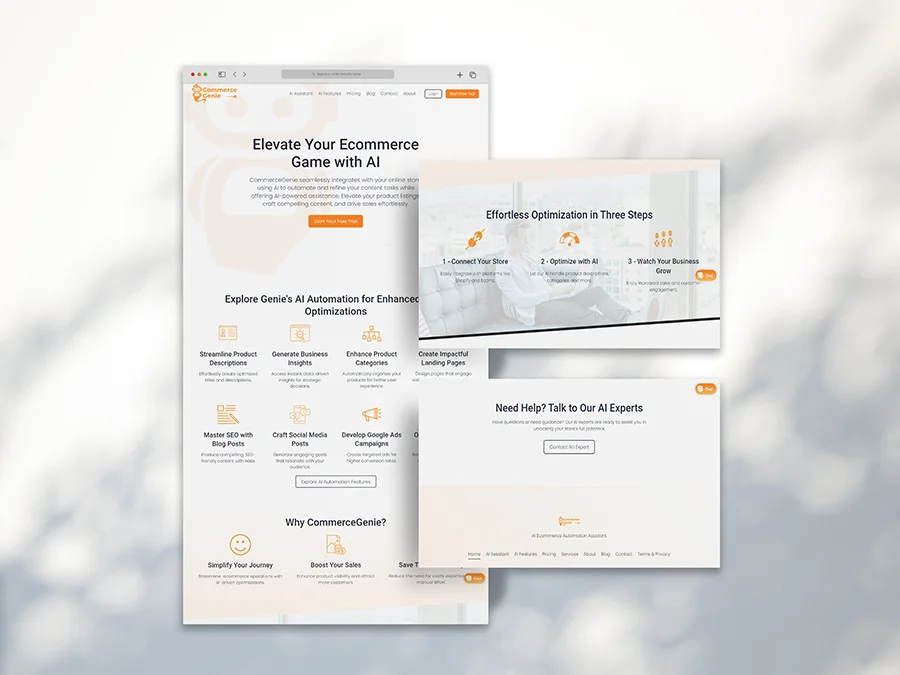 Commerce
Genie
AI Assistant AI Features Pricing Blog Contact About Login Start Free Trial
Elevate Your Ecommerce
Game with AI
CommerceGenie seamlessly integrates with your online store
using AI to automate and refine your content tasks while
offering AI-powered assistance. Elevate your product listings,
craft compelling content, and drive sales effortlessly.
Start Your Free Trial
Explore Genie's AI Automation for Enhanced
Optimizations
Streamline Product
Descriptions
Effortlessly create optimized
titles and descriptions.
Generate Business
Insights
Access instant, data-driven
insights for strategic
decisions.
Enhance Product
Categories
Automatically organize your
products for better user
experience.
Create Impactful
Landing Pages
Design pages that engage
Master SEO with
Blog Posts
Produce compelling SEO-
friendly content with ease.
Craft Social Media
Posts
Generate engaging posts
that resonate with your
audience.
Develop Google Ads
Campaigns
Create targeted ads for
higher conversion rates.
Explore AI Automation Features
Why CommerceGenie?
Simplify Your Journey
Streamline ecommerce operations with
AI-driven optimizations.
Boost Your Sales
Enhance product visibility and attract
more customers.
Save
Reduce the need for costly
manual effort.
Chat
Effortless Optimization in Three Steps
1 - Connect Your Store
Easily integrate with platforms like
Shopify and Ecwid.
2 - Optimize with AI
Let our AI handle product descriptions,
categories and more.
3 - Watch Your Business
Grow
Enjoy increased sales and customer
engagement.
Chat
Chat
Need Help? Talk to Our AI Experts
Have questions or need guidance? Our AI experts are ready to assist you in
unlocking your store's full potential.
Contact An Expert
Commerce
Genie
AI Ecommerce Automation Assistant
Home AI Assistant AI Features Pricing Services About Blog Contact Terms & Privacy